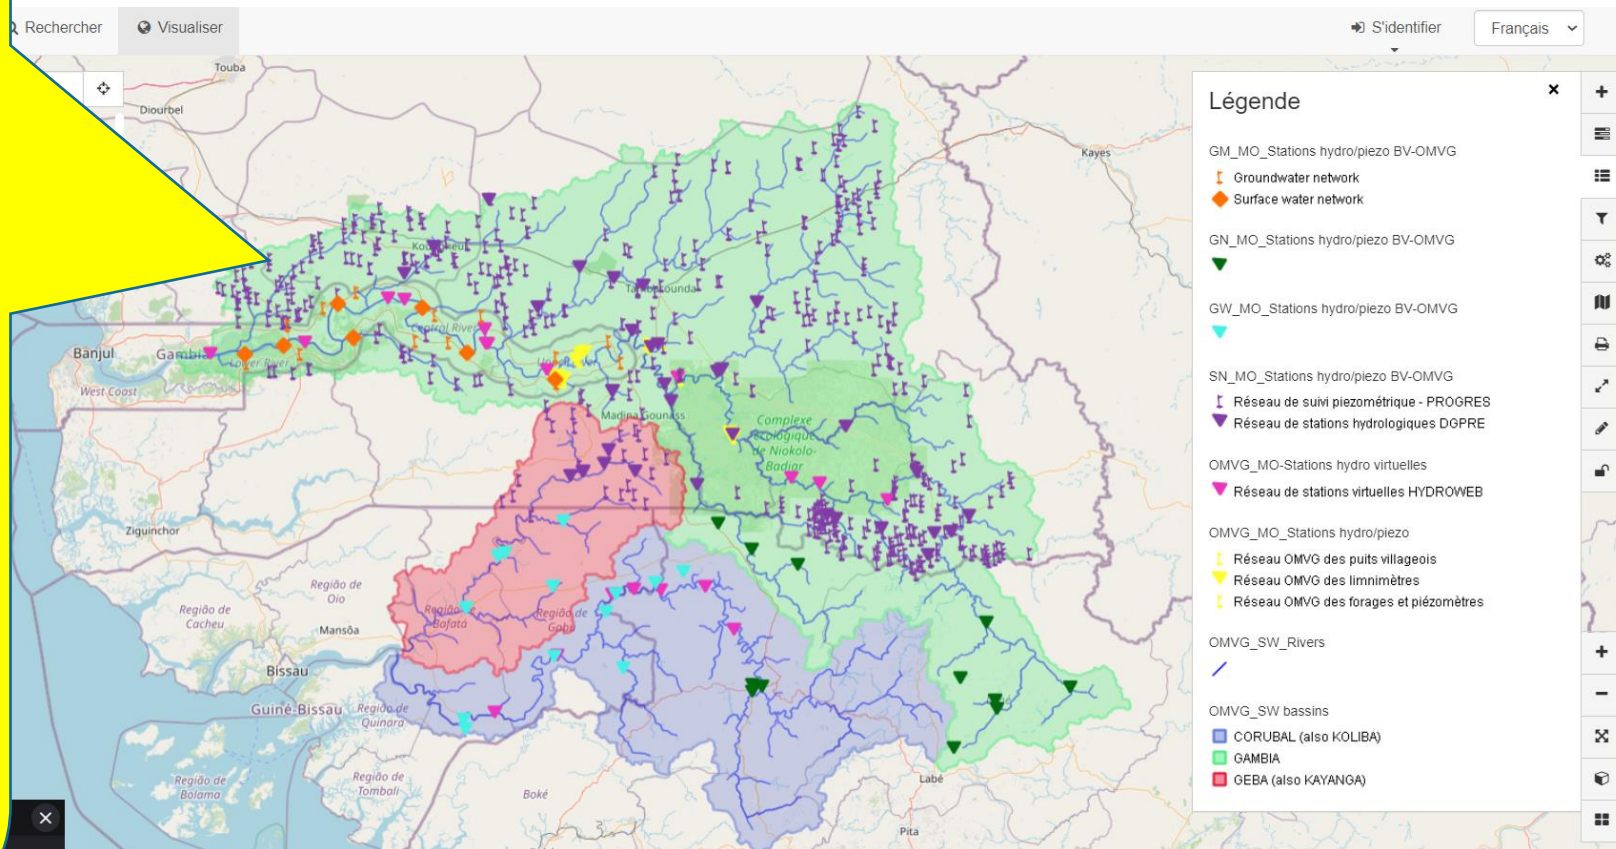 Rechercher
Visualiser
S'identifier
Français
Touba
Diourbel
Kayes
Banjul
Gambia
Lower River
Central River
West Coast
Madina Gounass
Complexe
écologique
de Niokolo-
Badiar
Ziguinchor
Região de
Oio
Região de
Cacheu
Mansôa
Região
Bafatá
Região de
Gabú
Bissau
Guiné-Bissau
Região de
Quinara
Região de
Bolama
Região de
Tombali
Boké
Labé
Pita
Légende
GM_MO_Stations hydro/piezo BV-OMVG
Groundwater network
Surface water network
GN_MO_Stations hydro/piezo BV-OMVG
GW_MO_Stations hydro/piezo BV-OMVG
SN_MO_Stations hydro/piezo BV-OMVG
Réseau de suivi piezométrique - PROGRES
Réseau de stations hydrologiques DGPRE
OMVG_MO-Stations hydro virtuelles
Réseau de stations virtuelles HYDROWEB
OMVG_MO_Stations hydro/piezo
Réseau OMVG des puits villageois
Réseau OMVG des limnimètres
Réseau OMVG des forages et piézomètres
OMVG_SW_Rivers
OMVG_SW bassins
CORUBAL (also KOLIBA)
GAMBIA
GEBA (also KAYANGA)